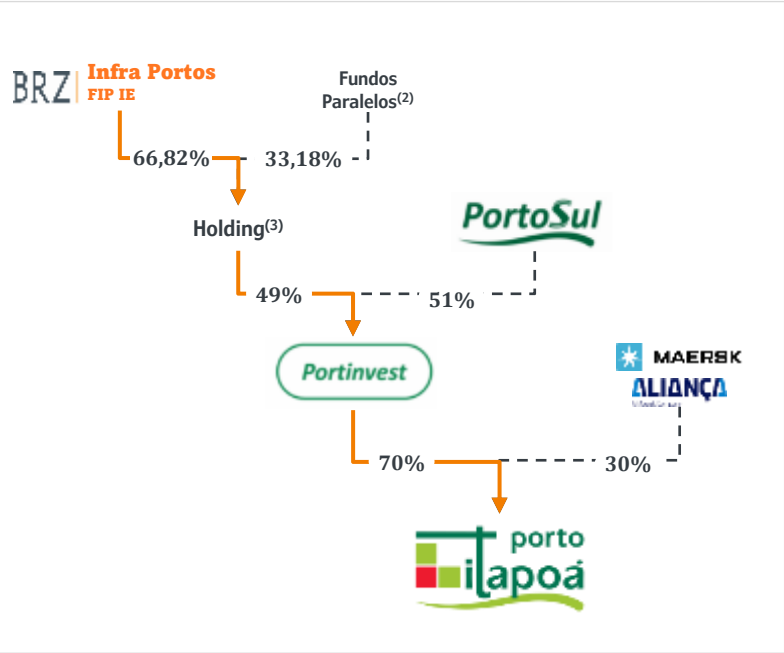 BRZ
Infra Portos
FIP IE
Fundos
Paralelos(2)
66,82%
33,18%
Holding(3)
PortoSul
49%
51%
Portinvest
MAERSK
ALIANÇA
70%
30%
porto
itapoá